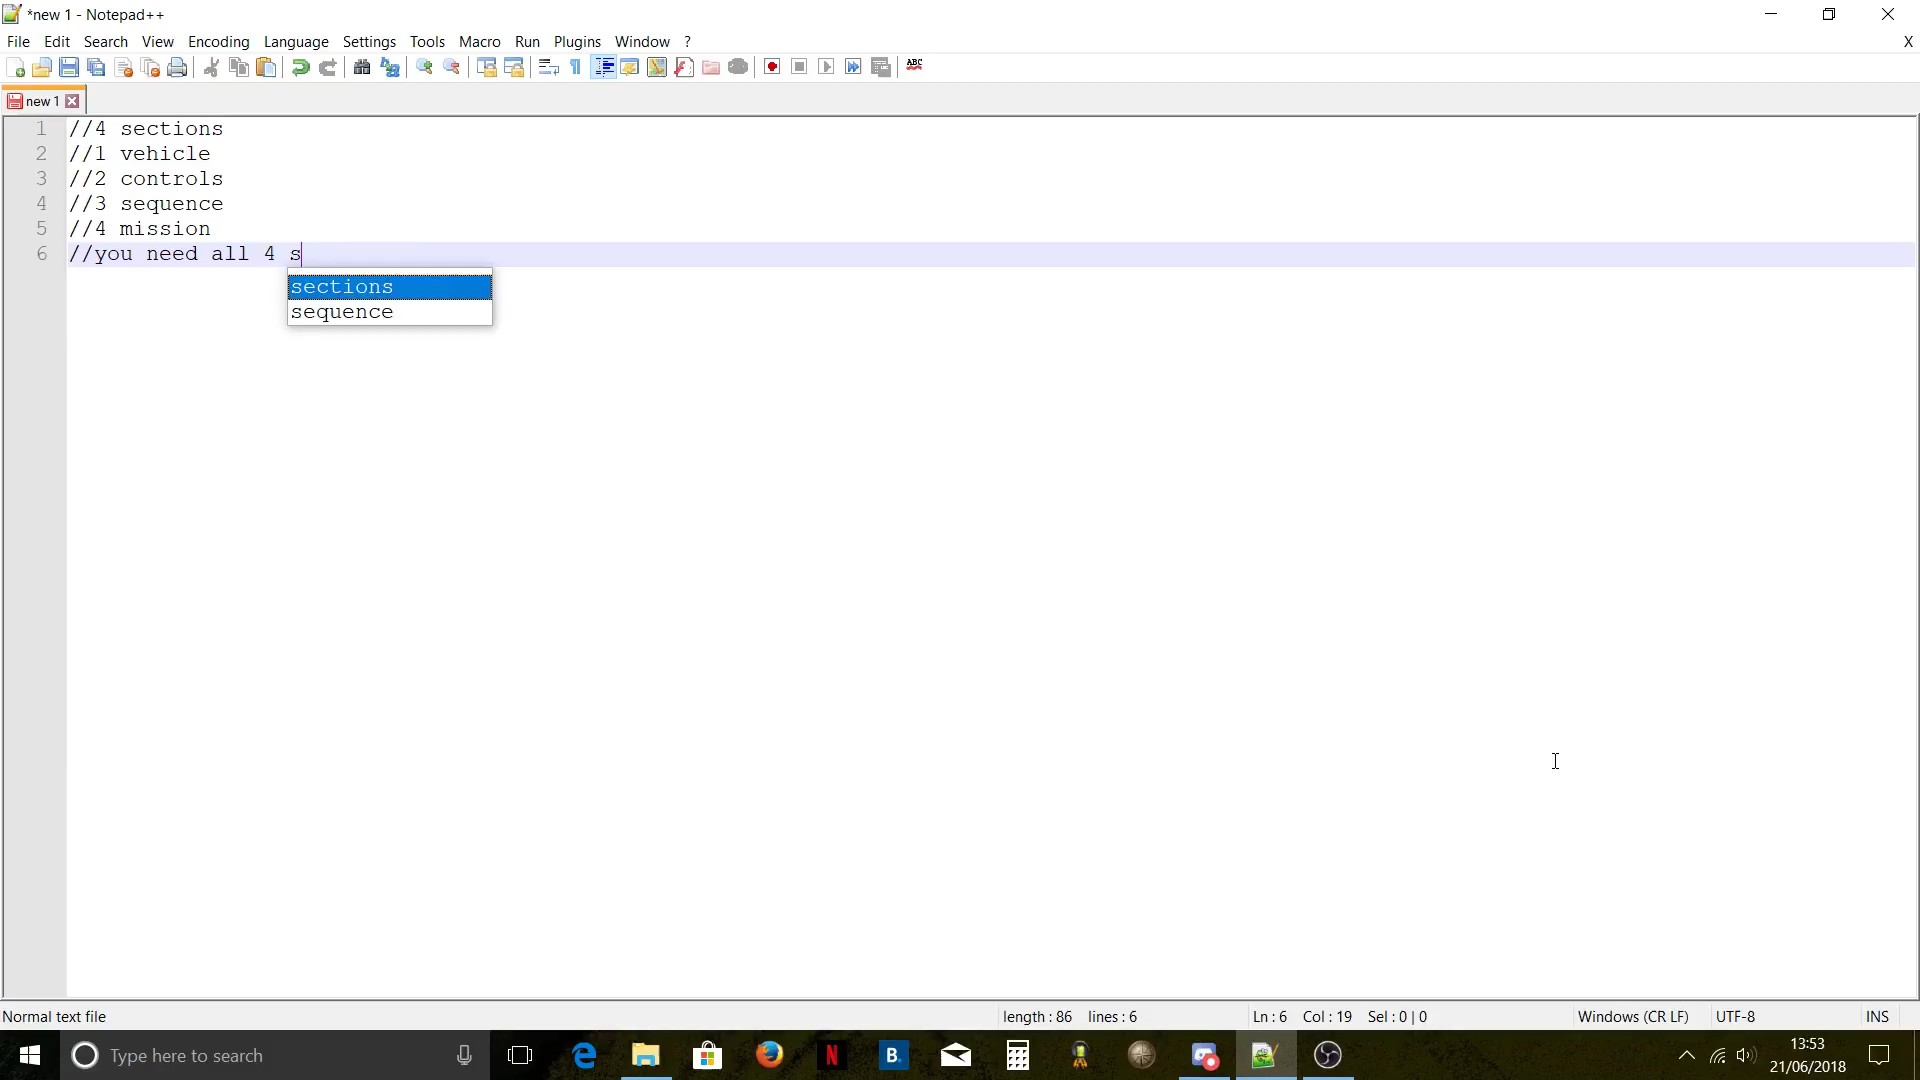 *new 1 - Notepad++
File Edit Search View Encoding Language Settings Tools Macro Run Plugins Window ? X
ABC
new 1
1 //4 sections
2 //1 vehicle
3 //2 controls
4 //3 sequence
5 //4 mission
6 //you need all 4 s
sections
sequence
Normal text file length : 86 lines : 6 Ln : 6 Col : 19 Sel : 0 | 0 Windows (CR LF) UTF-8 INS
Type here to search N B. 13:53
21/06/2018